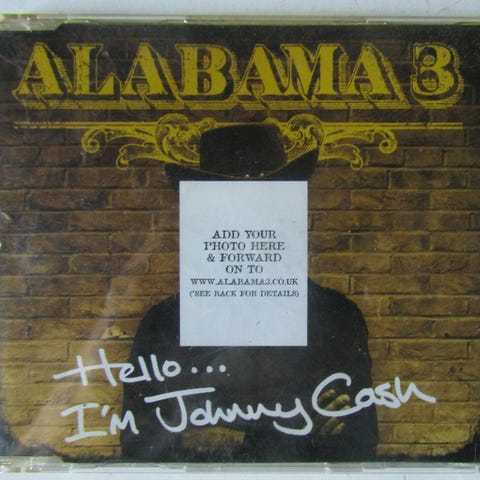 ALABAMA 3
ADD YOUR
PHOTO HERE
& FORWARD
ON TO
WWW.ALABAMA3.CO.UK
(*SEE BACK FOR DETAILS)
Hello...
I'm Johnny Cash